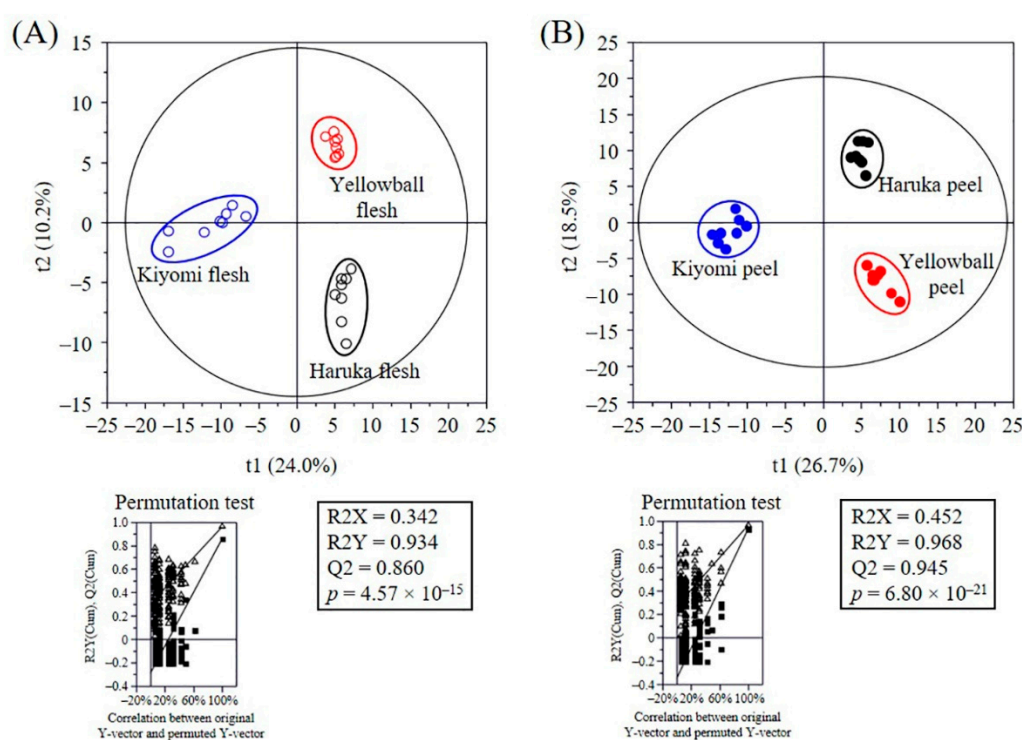 (A)
15
10
5
0
−5
−10
−15
t2 (10.2%)
Yellowball
flesh
Kiyomi flesh
Haruka flesh
−25 −20 −15 −10 −5 0 5 10 15 20 25
t1 (24.0%)
(B)
25
20
15
10
5
0
−5
−10
−15
−20
−25
t2 (18.5%)
Haruka peel
Kiyomi peel
Yellowball
peel
−25 −20 −15 −10 −5 0 5 10 15 20 25
t1 (26.7%)
Permutation test
1.0
0.8
0.6
0.4
0.2
0
−0.2
−0.4
R2Y(Cum), Q2(Cum)
−20% 20% 60% 100%
Correlation between original
Y-vector and permuted Y-vector
R2X = 0.342
R2Y = 0.934
Q2 = 0.860
p = 4.57 × 10⁻¹⁵
Permutation test
1.0
0.8
0.6
0.4
0.2
0
−0.2
−0.4
R2Y(Cum), Q2(Cum)
−20% 20% 60% 100%
Correlation between original
Y-vector and permuted Y-vector
R2X = 0.452
R2Y = 0.968
Q2 = 0.945
p = 6.80 × 10⁻²¹